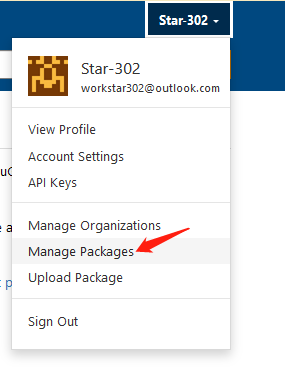 Star-302
Star-302
workstar302@outlook.com
View Profile
Account Settings
API Keys
Manage Organizations
Manage Packages
Upload Package
Sign Out